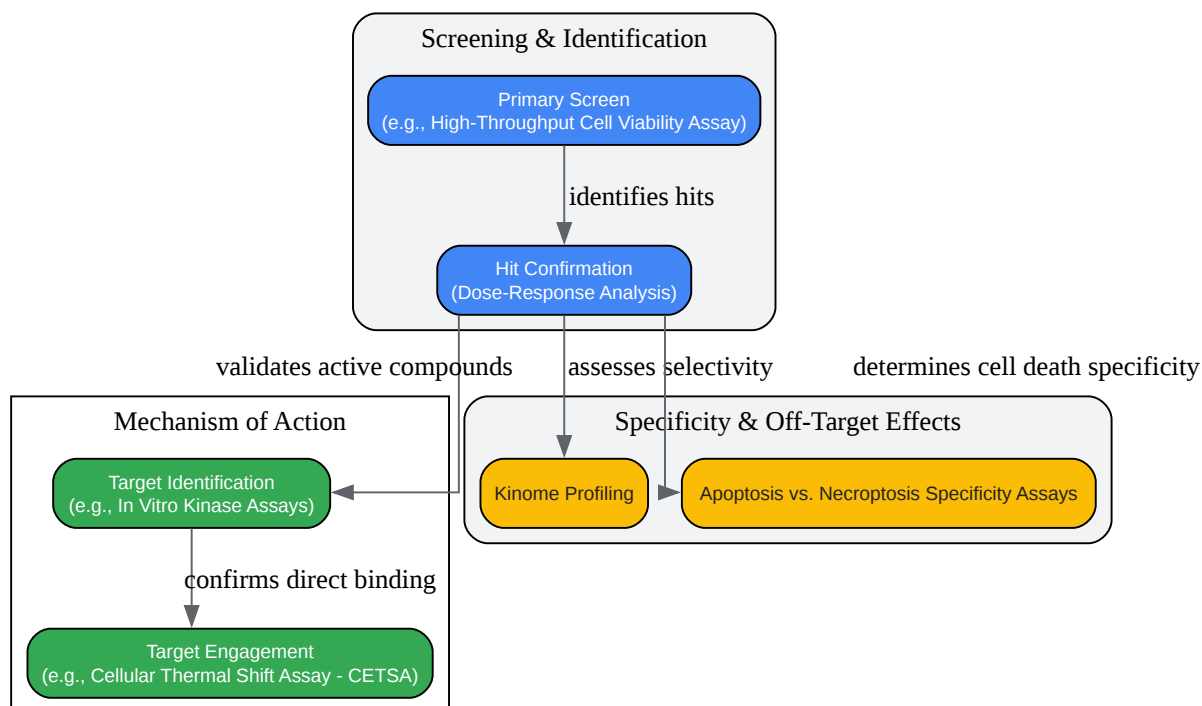 Screening & Identification
Primary Screen
(e.g., High-Throughput Cell Viability Assay)
identifies hits
Hit Confirmation
(Dose-Response Analysis)
validates active compounds
assesses selectivity
determines cell death specificity
Mechanism of Action
Specificity & Off-Target Effects
Target Identification
(e.g., In Vitro Kinase Assays)
Kinome Profiling
Apoptosis vs. Necroptosis Specificity Assays
confirms direct binding
Target Engagement
(e.g., Cellular Thermal Shift Assay - CETSA)